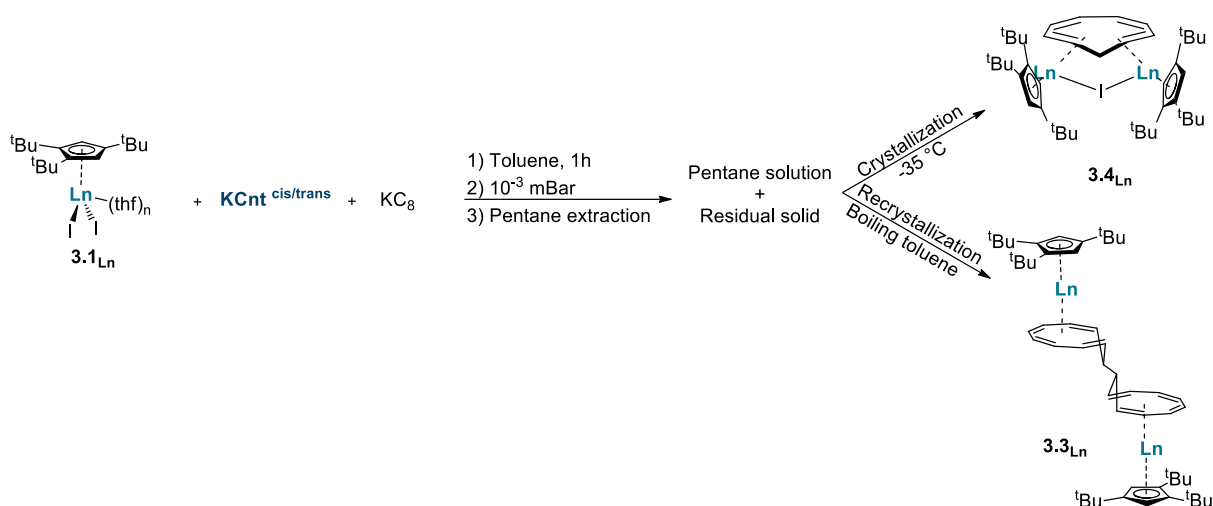 ᵗBu
ᵗBu
ᵗBu
Ln
(thf)ₙ
I
I
3.1Ln
+
KCnt cis/trans
+
KC₈
1) Toluene, 1h
2) 10⁻³ mBar
3) Pentane extraction
Pentane solution
+
Residual solid
Crystallization
-35 °C
Recrystallization
Boiling toluene
ᵗBu
ᵗBu
ᵗBu
Ln
I
Ln
ᵗBu
ᵗBu
ᵗBu
3.4Ln
ᵗBu
ᵗBu
ᵗBu
Ln
3.3Ln
Ln
ᵗBu
ᵗBu
ᵗBu